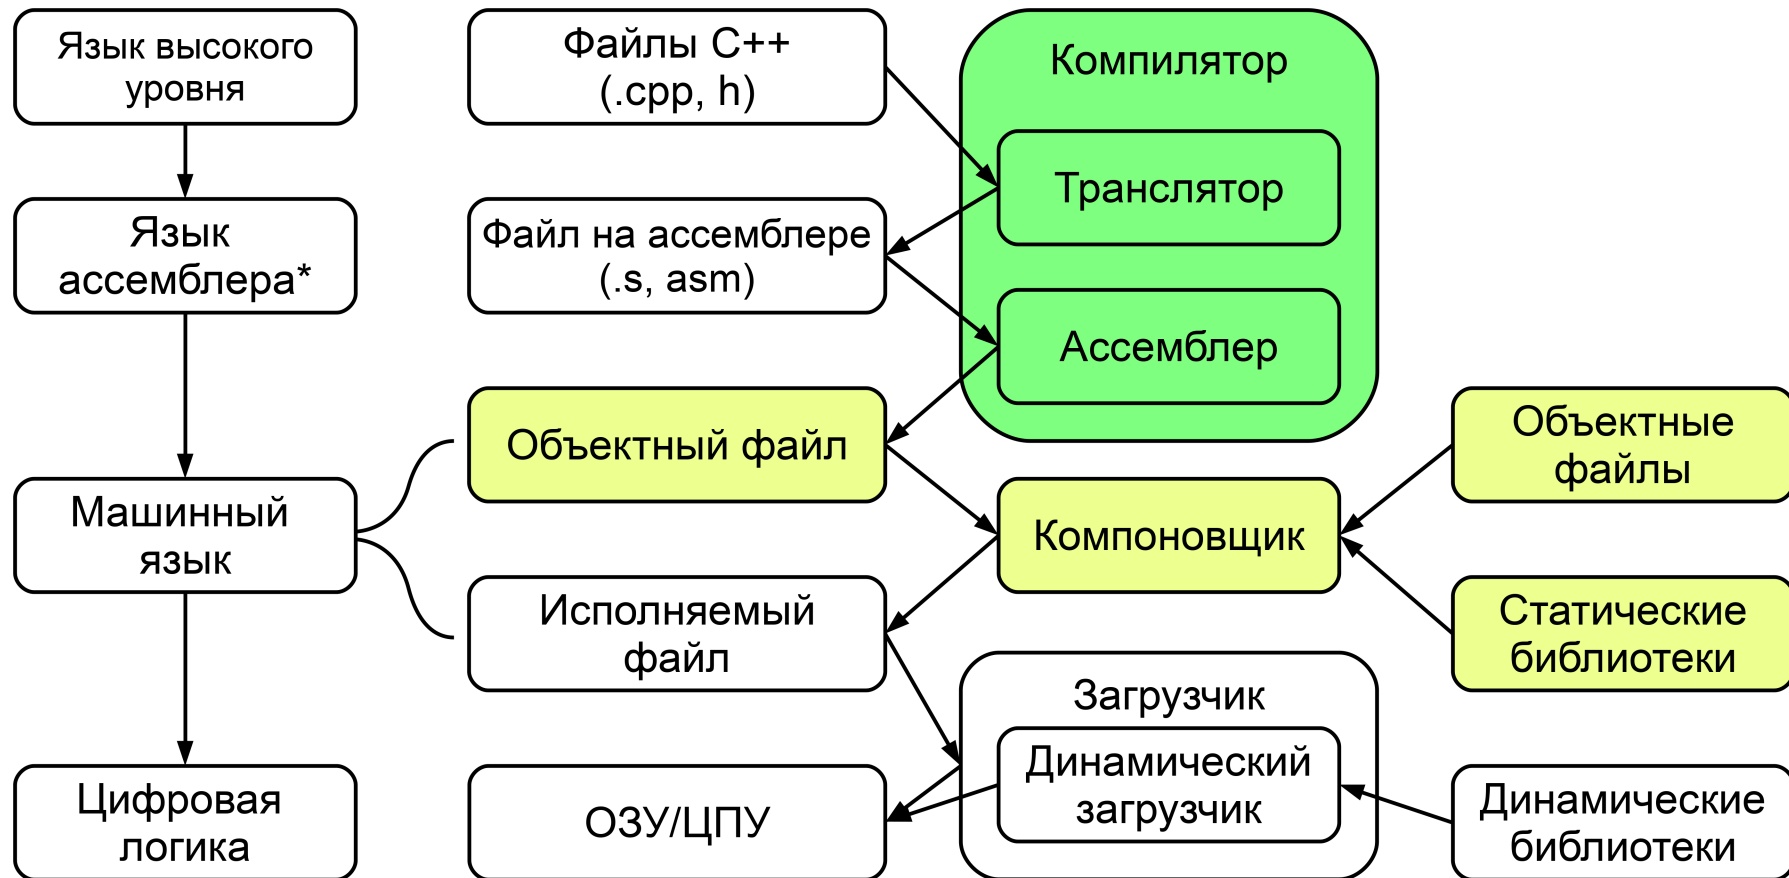 Язык высокого
уровня
Файлы C++
(.cpp, h)
Компилятор
Транслятор
Язык
ассемблера*
Файл на ассемблере
(.s, asm)
Ассемблер
Объектный файл
Объектные
файлы
Машинный
язык
Компоновщик
Исполняемый
файл
Статические
библиотеки
Загрузчик
Динамический
загрузчик
Цифровая
логика
ОЗУ/ЦПУ
Динамические
библиотеки